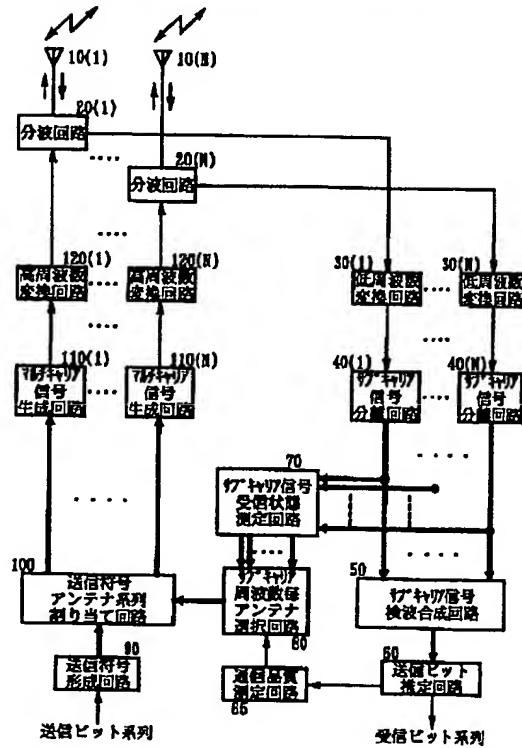 10(1)
10(N)
20(1)
分波回路
20(N)
分波回路
120(1)
高周波数
変換回路
120(N)
高周波数
変換回路
30(1)
低周波数
変換回路
30(N)
低周波数
変換回路
110(1)
マルチキャリア
信号
生成回路
110(N)
マルチキャリア
信号
生成回路
40(1)
サブキャリア
信号
分離回路
40(N)
サブキャリア
信号
分離回路
70
サブキャリア信号
受信状態
測定回路
100
送信符号
アンテナ系列
割り当て回路
サブキャリア
周波数毎
アンテナ
選択回路
80
50
サブキャリア信号
検波合成回路
90
送信符号
形成回路
通信品質
測定回路
65
60
送信ビット
推定回路
送信ビット系列
受信ビット系列